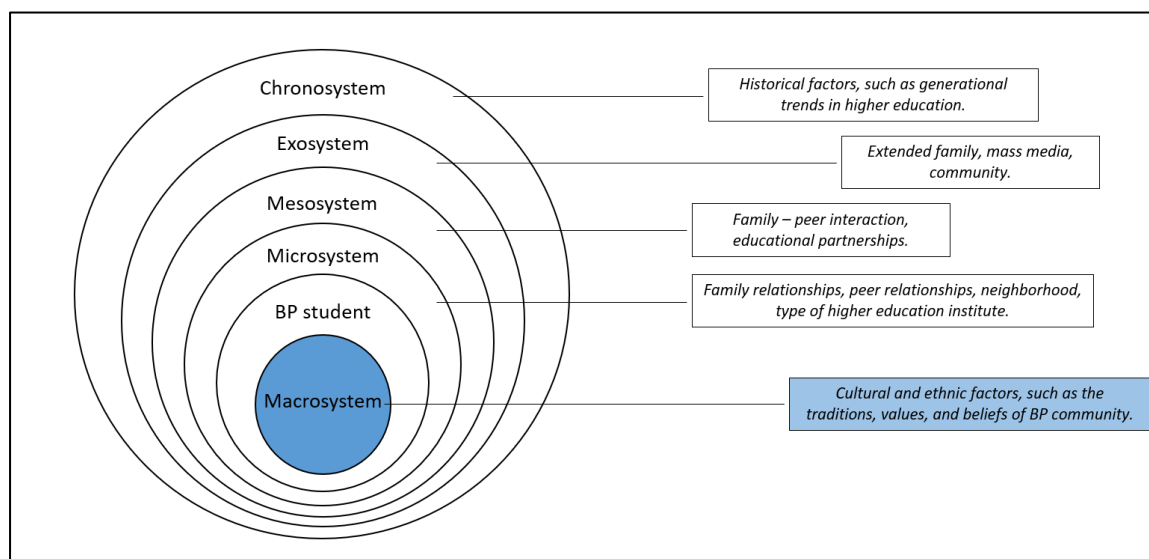 Chronosystem
Historical factors, such as generational
trends in higher education.
Exosystem
Extended family, mass media,
community.
Mesosystem
Family – peer interaction,
educational partnerships.
Microsystem
Family relationships, peer relationships, neighborhood,
type of higher education institute.
BP student
Macrosystem
Cultural and ethnic factors, such as the
traditions, values, and beliefs of BP community.